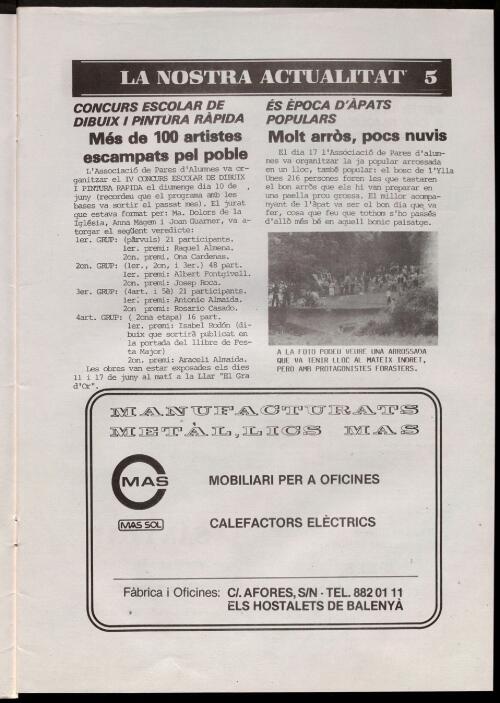 LA NOSTRA ACTUALITAT 5
CONCURS ESCOLAR DE
DIBUIX I PINTURA RÀPIDA
Més de 100 artistes
escampats pel poble
L'Associació de Pares d'Alumnes va or-
ganitzar el IV CONCURS ESCOLAR DE DIBUIX
I PINTURA RAPIDA el diumenge dia 10 de
juny (recordeu que el programa amb les
bases va sortir el passat mes). El jurat
que estava format per: Ma. Dolors de la
Iglésia, Anna Magem i Joan Guarner, va a-
torgar el següent veredicte:
1er. GRUP: (pàrvuls) 21 participants.
1er. premi: Raquel Almena.
2on. premi. Ona Cardenas.
2on. GRUP: (1er., 2on, i 3er.) 48 part.
1er. premi: Albert Fontgivell.
2on. premi: Josep Roca.
3er. GRUP: (4art. i 5è) 21 participants.
1er. premi: Antonio Almaida.
2on premi: Rosario Casado.
4art. GRUP: ( 2ona etapa) 16 part.
1er. premi: Isabel Rodón (di-
buix que sortirà publicat en
la portada del llibre de Fes-
ta Major)
2on. premi: Araceli Almaida.
Les obres van estar exposades els dies
11 i 17 de juny al matí a la Llar "El Gra
d'Or".
ÉS ÈPOCA D'ÀPATS
POPULARS
Molt arròs, pocs nuvis
El dia 17 l'Associació de Pares d'alum-
nes va organitzar la ja popular arrossada
en un lloc, també popular: el bosc de l'Ylla
Unes 216 persones foren les que tastaren
el bon arròs que els hi van preparar en
una paella prou grossa. El millor acompa-
nyant de l'àpat va ser el bon dia que va
fer, cosa que feu que tothom s'ho passés
d'allò més bé en aquell bonic paisatge.
A LA FOTO PODEU VEURE UNA ARROSSADA
QUE VA TENIR LLOC AL MATEIX INDRET,
PERO AMB PROTAGONISTES FORASTERS.
MANUFACTURATS
METÀL,LICS MAS
MAS
MOBILIARI PER A OFICINES
MAS SOL
CALEFACTORS ELÈCTRICS
Fàbrica i Oficines: C/. AFORES, S/N - TEL. 882 01 11
ELS HOSTALETS DE BALENYÀ